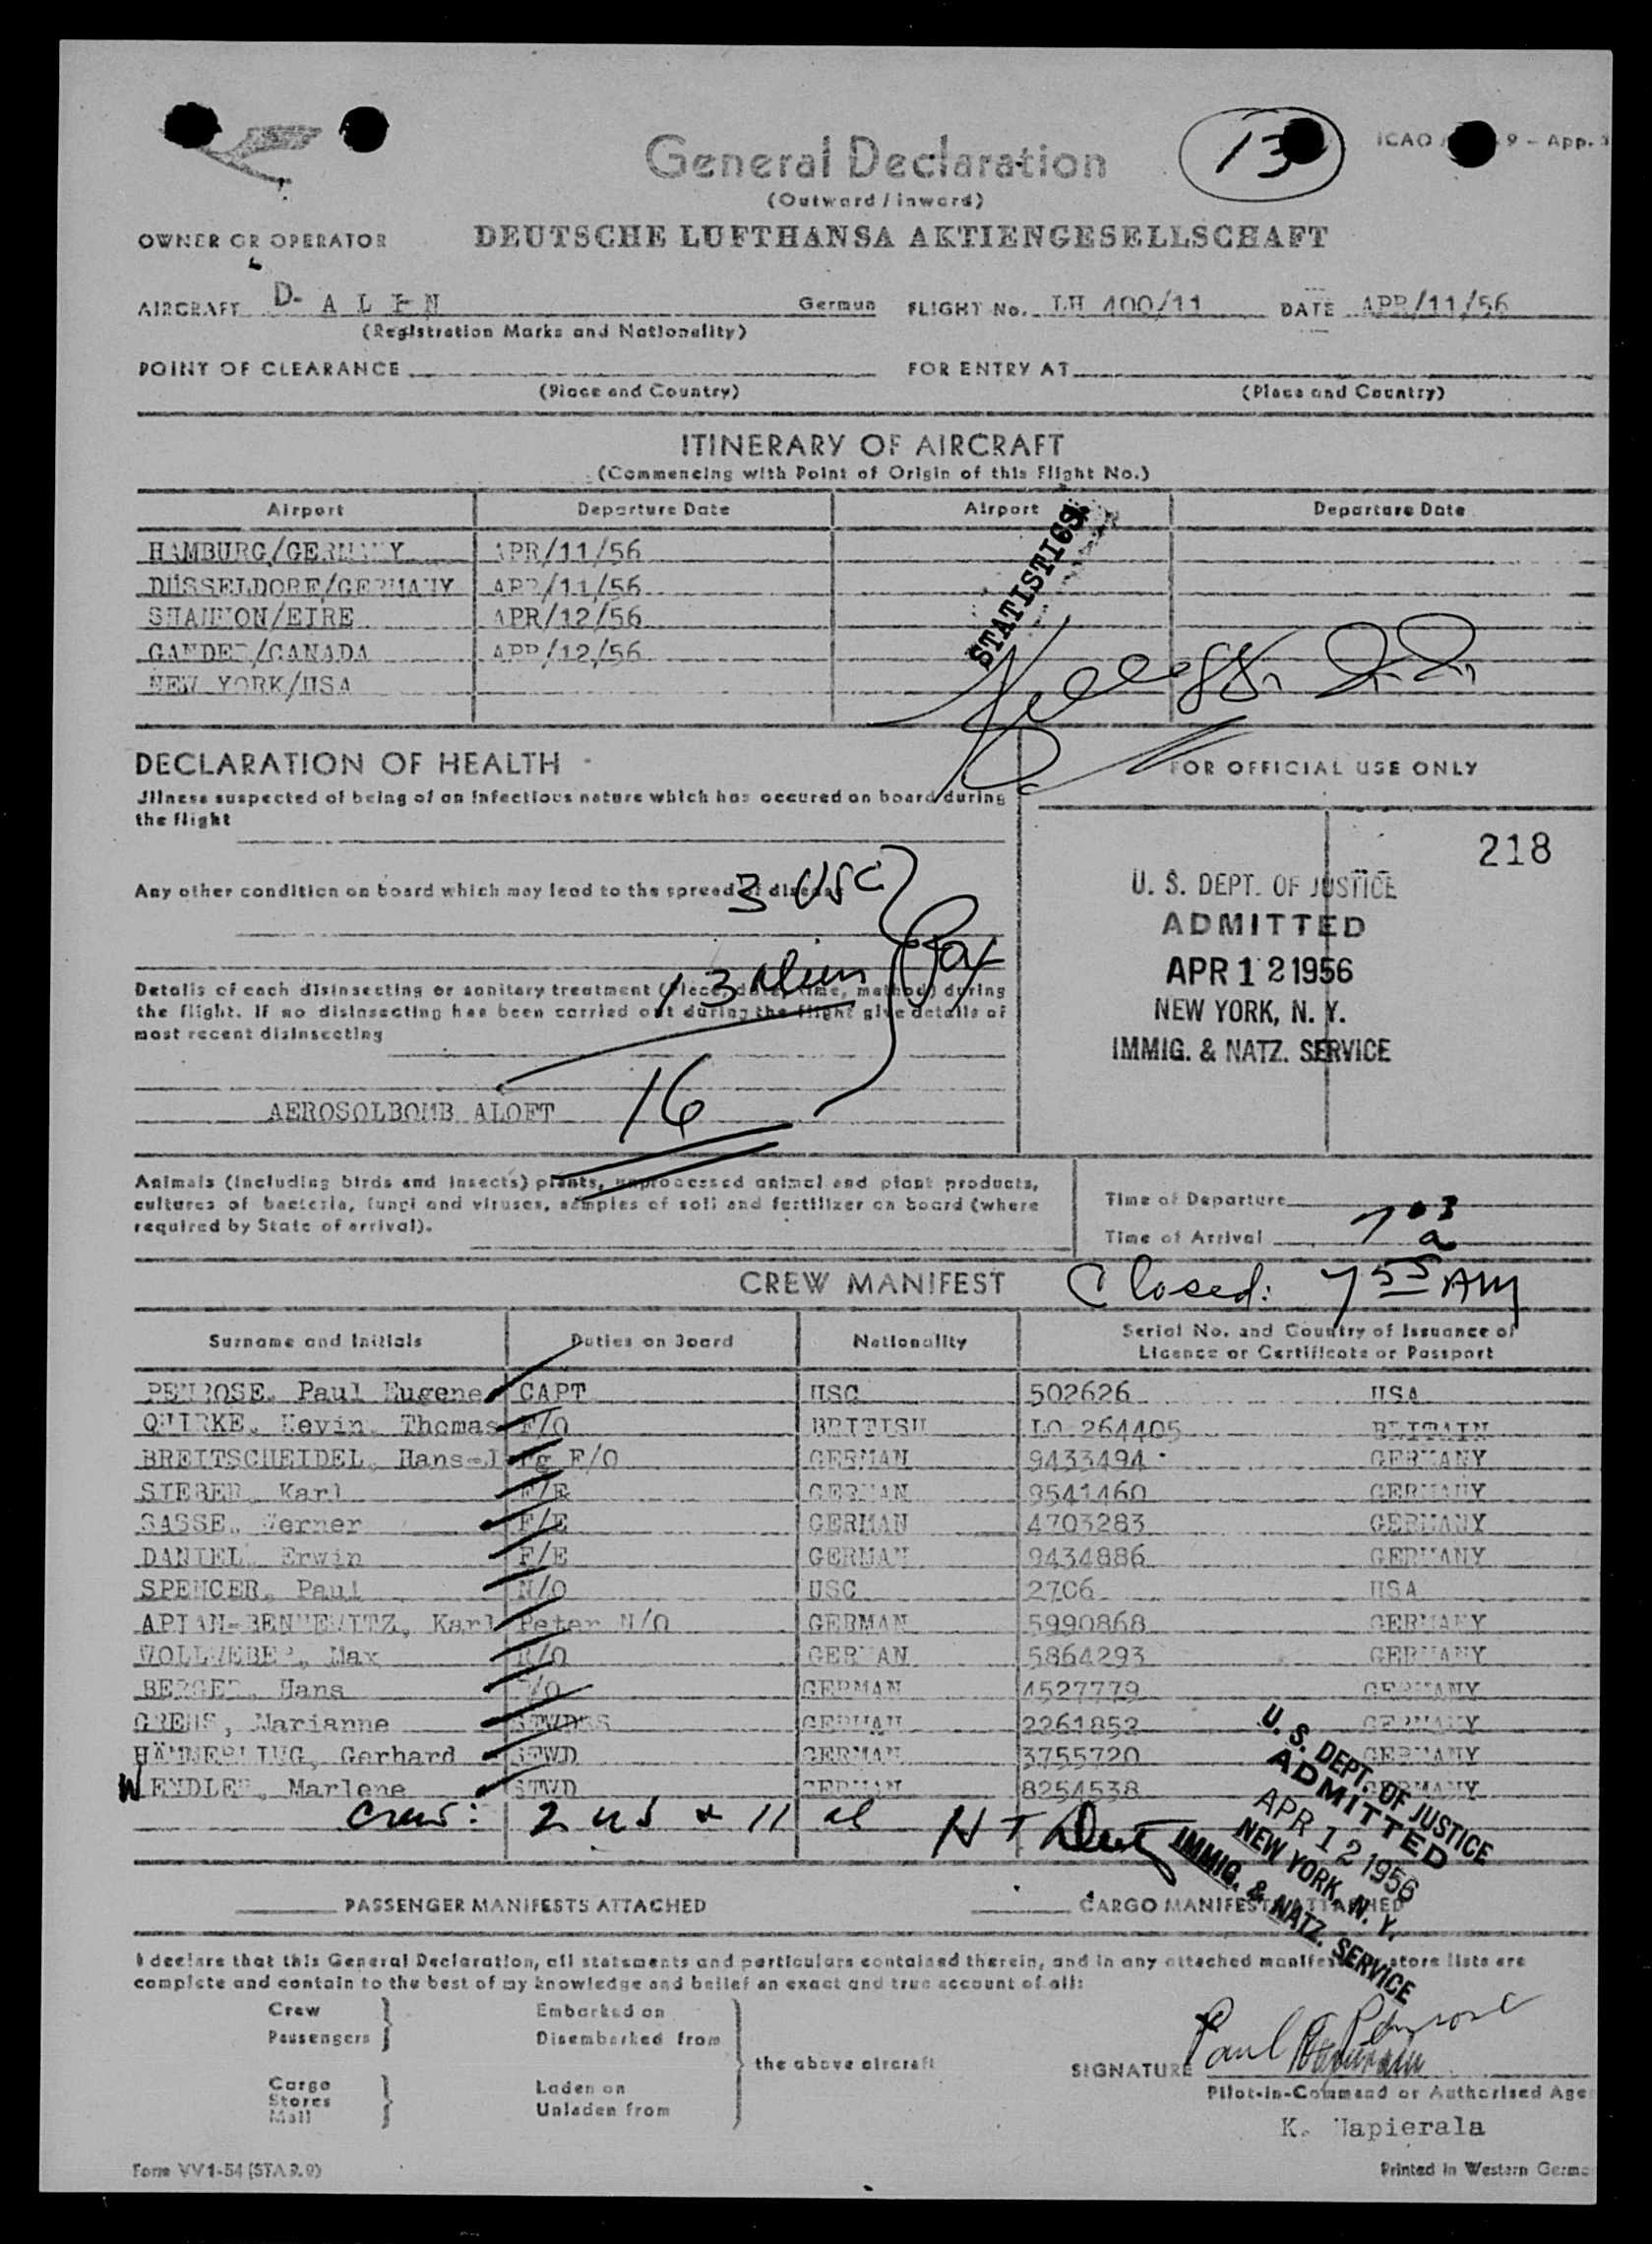 13
ICAO 9 - App. 3
General Declaration
(Outward / inward)
OWNER OR OPERATOR DEUTSCHE LUFTHANSA AKTIENGESELLSCHAFT
AIRCRAFT D- A L E N German FLIGHT No. LH 400/11 DATE APR/11/56
(Registration Marks and Nationality)
POINT OF CLEARANCE FOR ENTRY AT
(Place and Country) (Place and Country)
ITINERARY OF AIRCRAFT
(Commencing with Point of Origin of this Flight No.)
Airport Departure Date Airport Departure Date
HAMBURG/GERMANY APR/11/56
DÜSSELDORF/GERMANY APR/11/56
SHANNON/EIRE APR/12/56
GANDER/CANADA APR/12/56
NEW YORK/USA
STATISTICS
DECLARATION OF HEALTH
FOR OFFICIAL USE ONLY
Illness suspected of being of an infectious nature which has occured on board during
the flight
218
Any other condition on board which may lead to the spread of disease
3 USC
13 Alien
Pax
16
U. S. DEPT. OF JUSTICE
ADMITTED
APR 12 1956
NEW YORK, N. Y.
IMMIG. & NATZ. SERVICE
Details of each disinsecting or sanitary treatment (place, date, time, method) during
the flight. If no disinsecting has been carried out during the flight give details of
most recent disinsecting
AEROSOLBOMB ALOFT
Animals (including birds and insects) plants, unprocessed animal and plant products,
cultures of bacteria, fungi and viruses, samples of soil and fertilizer on board (where
required by State of arrival).
Time of Departure
Time of Arrival 7 03 a
CREW MANIFEST Closed: 7 55 AM
Surname and Initials Duties on Board Nationality Serial No. and Country of Issuance of
Licence or Certificate or Passport
PENROSE, Paul Eugene CAPT USC 502626 USA
QUIRKE, Kevin Thomas F/O BRITISH LO 264405 BRITAIN
BREITSCHEIDEL, Hans-J Fg F/O GERMAN 9433494 GERMANY
STEBER, Karl F/E GERMAN 9541460 GERMANY
SASSE, Werner F/E GERMAN 4703283 GERMANY
DANIEL, Erwin F/E GERMAN 9434886 GERMANY
SPENCER, Paul N/O USC 2706 USA
APIAN-BENNEWITZ, Karl Peter N/O GERMAN 5990868 GERMANY
WOLLWEBER, Max R/O GERMAN 5864293 GERMANY
BERGER, Hans R/O GERMAN 4527779 GERMANY
GREHS, Marianne STWDSS GERMAN 2261852 GERMANY
HÄMMERLING, Gerhard STWD GERMAN 3755720 GERMANY
WENDLER, Marlene STWD GERMAN 8254538 GERMANY
Crew: 2 US + 11 al
U. S. DEPT. OF JUSTICE
ADMITTED
APR 12 1956
NEW YORK, N. Y.
IMMIG. & NATZ. SERVICE
PASSENGER MANIFESTS ATTACHED CARGO MANIFESTS ATTACHED
I declare that this General Declaration, all statements and particulars contained therein, and in any attached manifests store lists are
complete and contain to the best of my knowledge and belief an exact and true account of all:
Crew
Passengers
Embarked on
Disembarked from
the above aircraft
Cargo
Stores
Mail
Laden on
Unladen from
SIGNATURE Paul E Penrose
Pilot-in-Command or Authorised Age
K. Napierala
Form VV 1-54 (STA 9.0) Printed in Western Germa